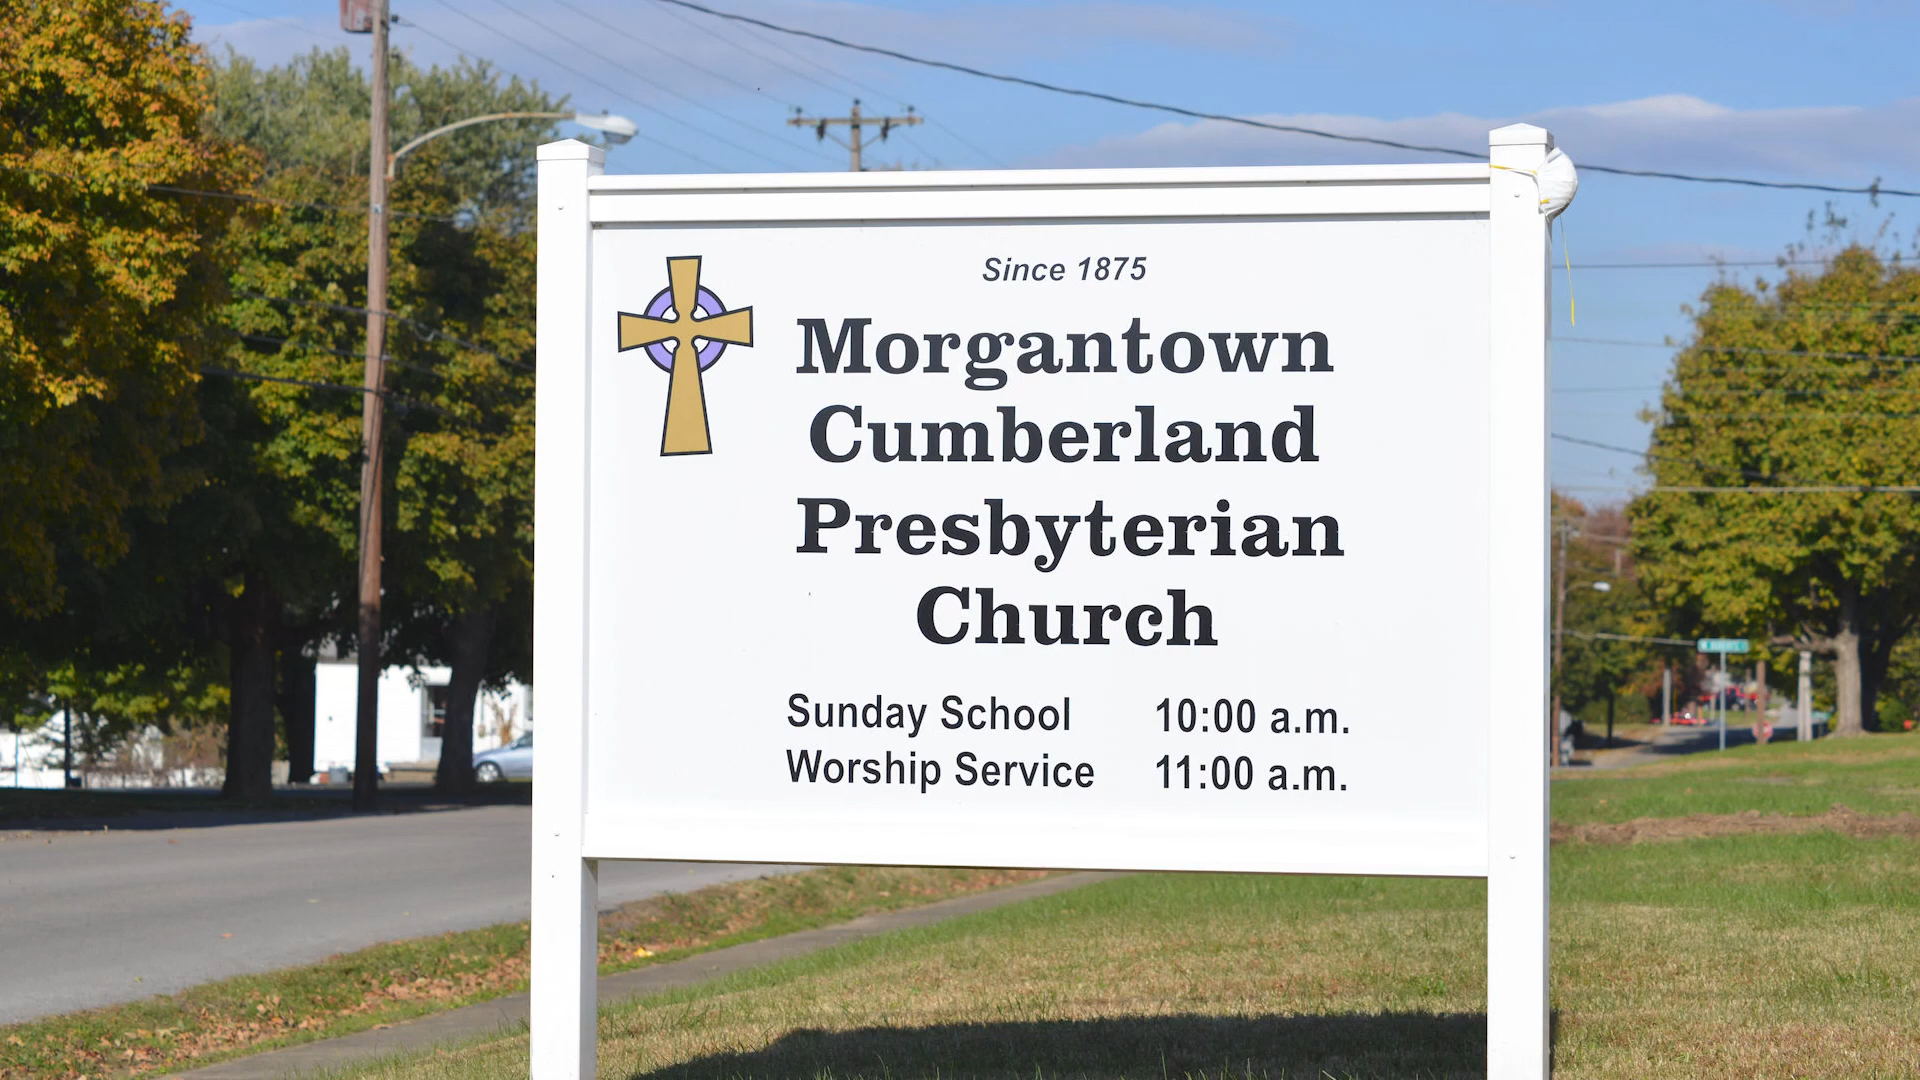 Since 1875
Morgantown
Cumberland
Presbyterian
Church
Sunday School 10:00 a.m.
Worship Service 11:00 a.m.